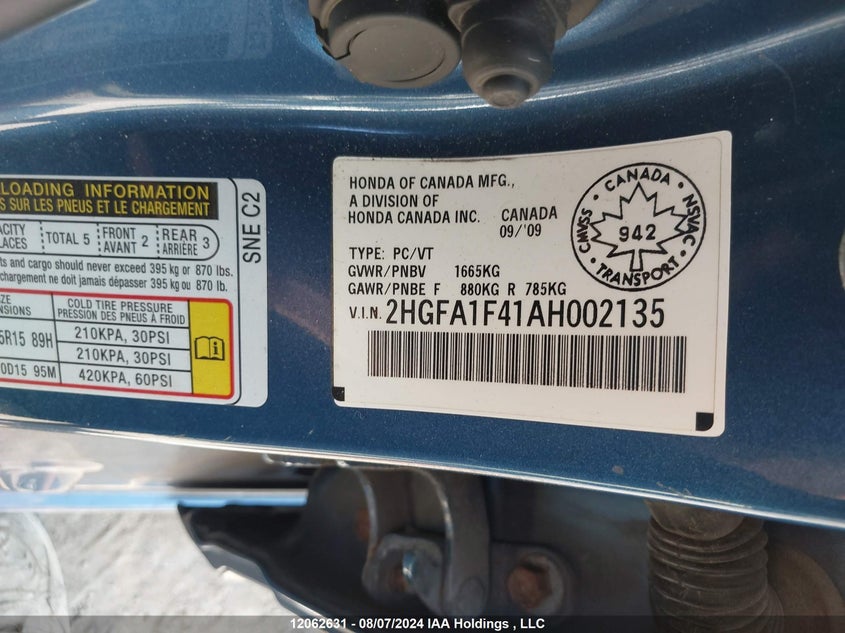 LOADING INFORMATION
SUR LES PNEUS ET LE CHARGEMENT
TOTAL 5
FRONT 2
AVANT
REAR 3
ARRIÈRE
and cargo should never exceed 395 kg or 870 lbs.
chargement ne doit jamais dépasser 395 kg ou 870 lb.
COLD TIRE PRESSURE
PRESSION DES PNEUS À FROID
R15 89H 210KPA, 30PSI
210KPA, 30PSI
D15 95M 420KPA, 60PSI
SNE C2
HONDA OF CANADA MFG.,
A DIVISION OF
HONDA CANADA INC. CANADA
09/'09
TYPE: PC/VT
GVWR/PNBV 1665KG
GAWR/PNBE F 880KG R 785KG
V.I.N. 2HGFA1F41AH002135
CANADA
CMVSS 942 NSVAC
TRANSPORT
12062631 - 08/07/2024 IAA Holdings , LLC